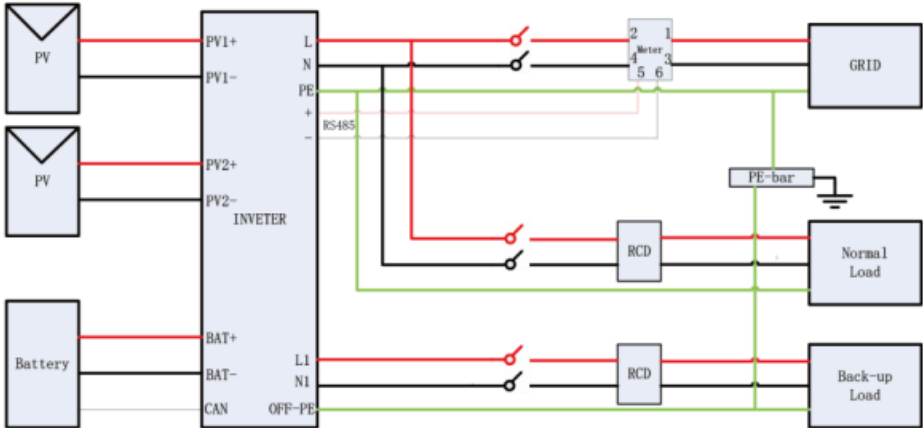 PV
PV1+
PV1-
PV
PV2+
PV2-
INVETER
Battery
BAT+
BAT-
CAN
L
N
PE
+
RS485
-
L1
N1
OFF-PE
2 1
Meter
4 3
5 6
GRID
PE-bar
RCD
Normal
Load
RCD
Back-up
Load